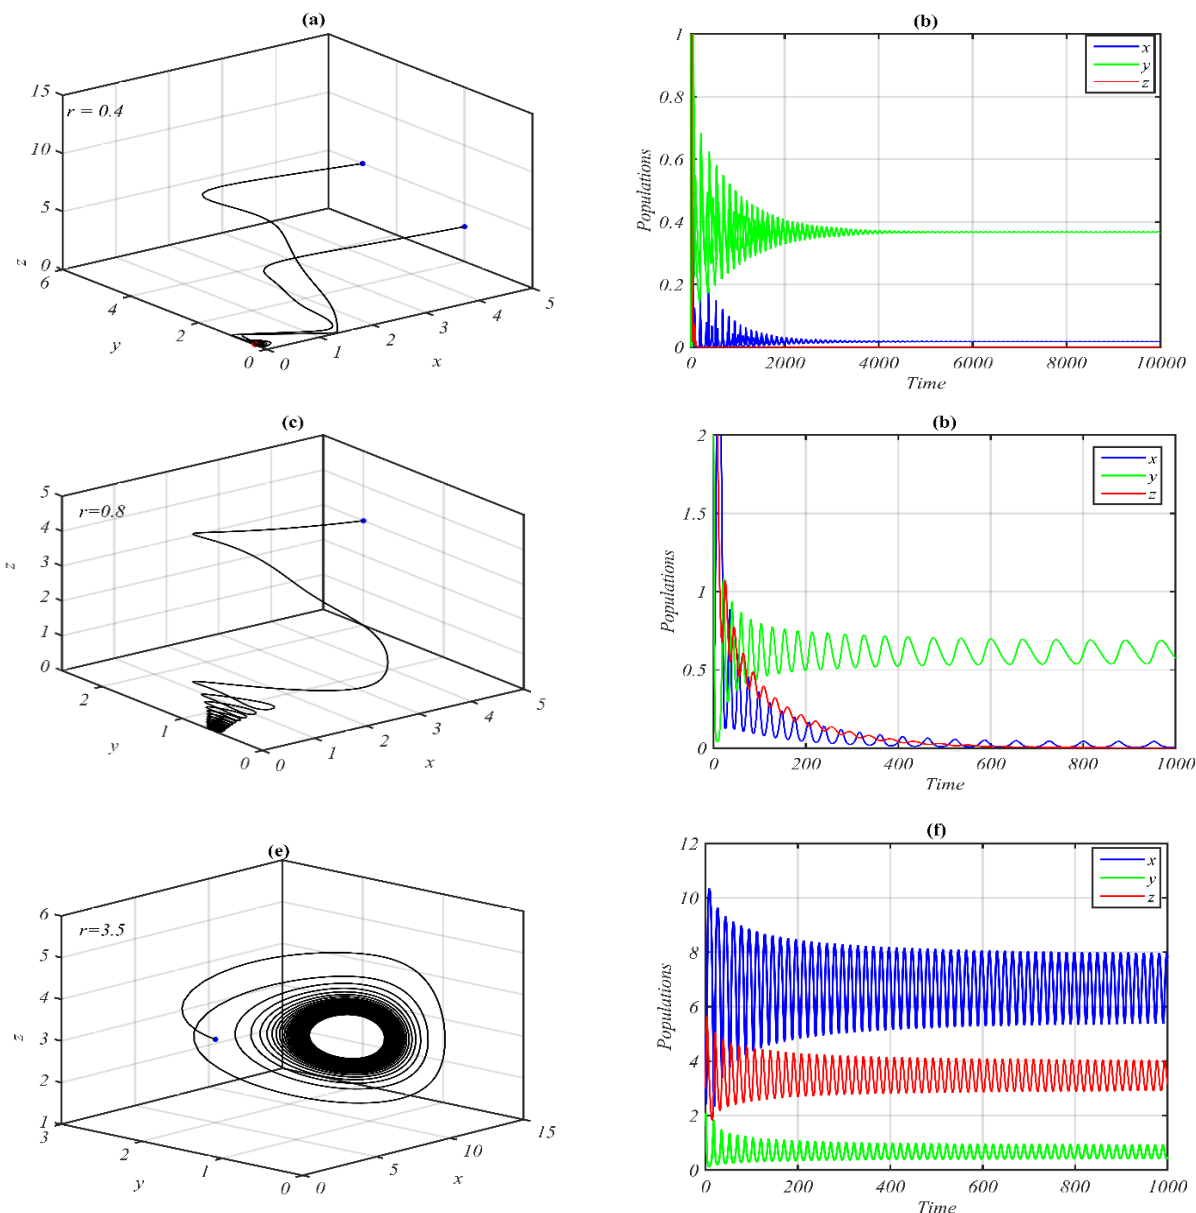 (a)
r = 0.4
15
10
5
0
z
6
4
2
0
y
0
1
2
3
4
5
x
(b)
1
0.8
0.6
0.4
0.2
0
Populations
0
2000
4000
6000
8000
10000
Time
x
y
z
(c)
r=0.8
5
4
3
2
1
0
z
2
1
0
y
0
1
2
3
4
5
x
(b)
2
1.5
1
0.5
0
Populations
0
200
400
600
800
1000
Time
x
y
z
(e)
r=3.5
6
5
4
3
2
1
z
3
2
1
0
y
0
5
10
15
x
(f)
12
10
8
6
4
2
0
Populations
0
200
400
600
800
1000
Time
x
y
z